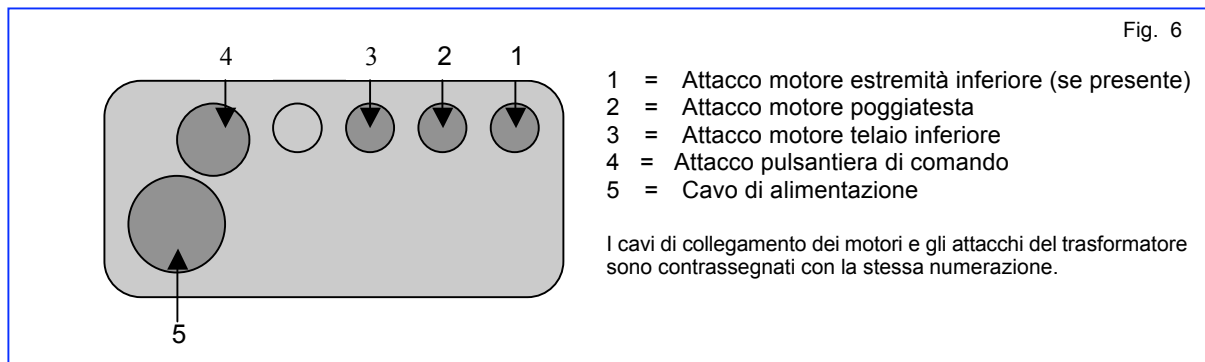 Fig. 6
4 3 2 1
1 = Attacco motore estremità inferiore (se presente)
2 = Attacco motore poggiatesta
3 = Attacco motore telaio inferiore
4 = Attacco pulsantiera di comando
5 = Cavo di alimentazione
I cavi di collegamento dei motori e gli attacchi del trasformatore
sono contrassegnati con la stessa numerazione.
5